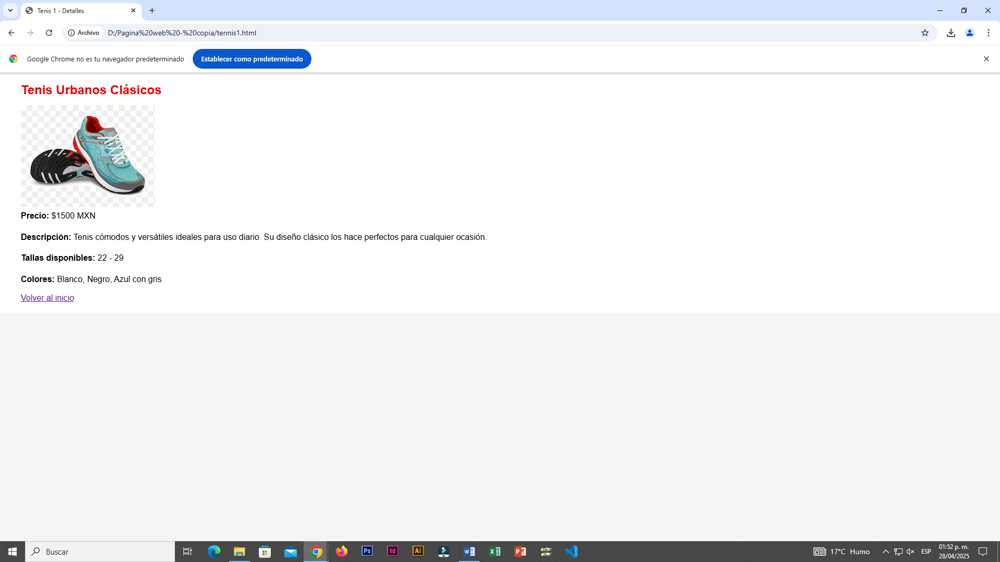 Tenis 1 - Detalles
Archivo
D:/Pagina%20web%20-%20copia/tennis1.html
Google Chrome no es tu navegador predeterminado
Establecer como predeterminado
Tenis Urbanos Clásicos
Precio: $1500 MXN
Descripción: Tenis cómodos y versátiles ideales para uso diario. Su diseño clásico los hace perfectos para cualquier ocasión.
Tallas disponibles: 22 - 29
Colores: Blanco, Negro, Azul con gris
Volver al inicio
Buscar
Ps
Id
Ai
17°C Humo
ESP
01:52 p. m.
28/04/2025